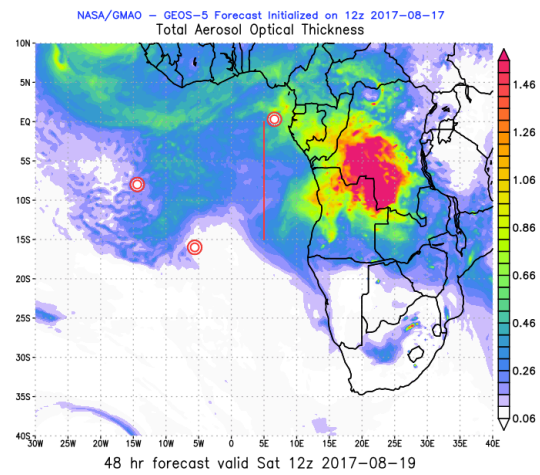 NASA/GMAO - GEOS-5 Forecast Initialized on 12z 2017-08-17
Total Aerosol Optical Thickness
10N
5N
EQ
5S
10S
15S
20S
25S
30S
35S
40S
30W 25W 20W 15W 10W 5W 0 5E 10E 15E 20E 25E 30E 35E 40E
1.46
1.26
1.06
0.86
0.66
0.46
0.26
0.06
48 hr forecast valid Sat 12z 2017-08-19